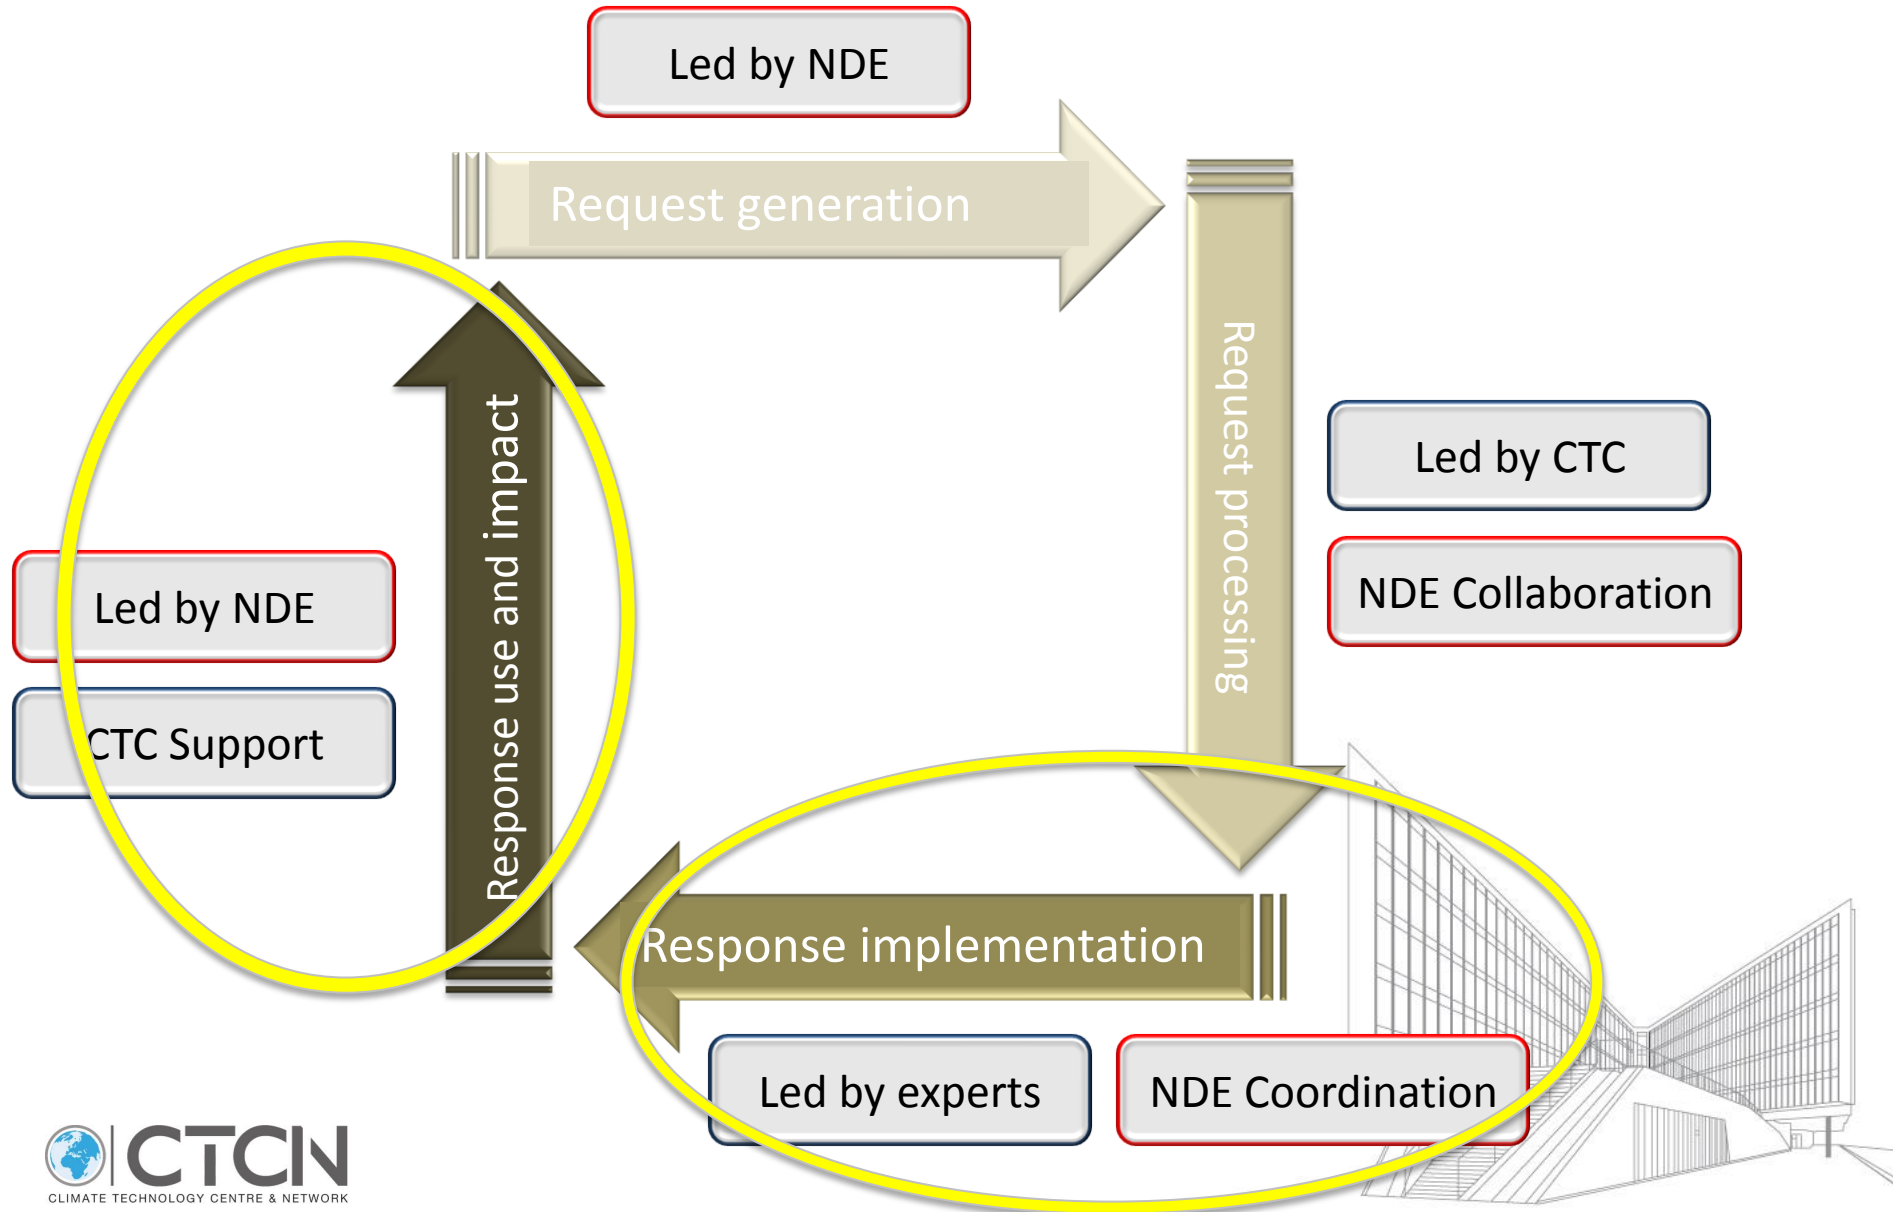 Led by NDE
Request generation
Request processing
Led by CTC
NDE Collaboration
Response use and impact
Led by NDE
CTC Support
Response implementation
Led by experts
NDE Coordination
CTCN
CLIMATE TECHNOLOGY CENTRE & NETWORK